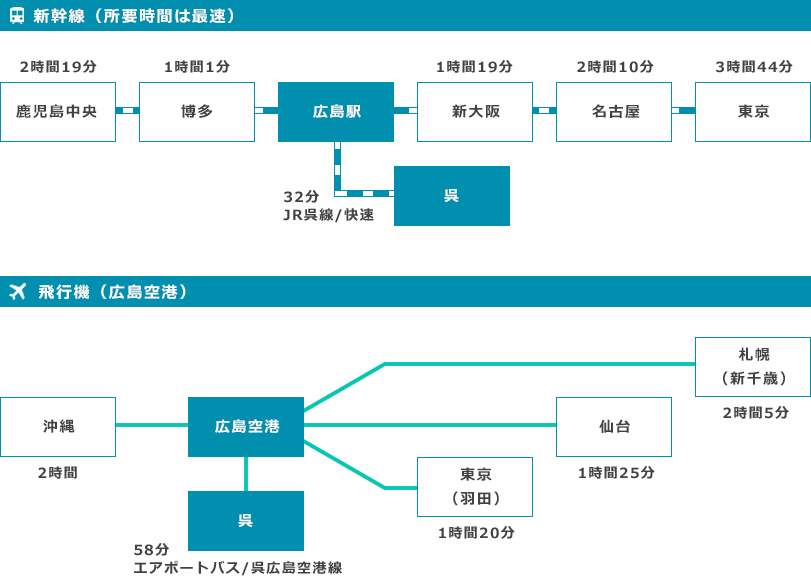 新幹線（所要時間は最速）
2時間19分
1時間1分
1時間19分
2時間10分
3時間44分
鹿児島中央
博多
広島駅
新大阪
名古屋
東京
32分
JR呉線/快速
呉
飛行機（広島空港）
札幌
（新千歳）
2時間5分
沖縄
広島空港
仙台
2時間
1時間25分
東京
（羽田）
1時間20分
呉
58分
エアポートバス/呉広島空港線